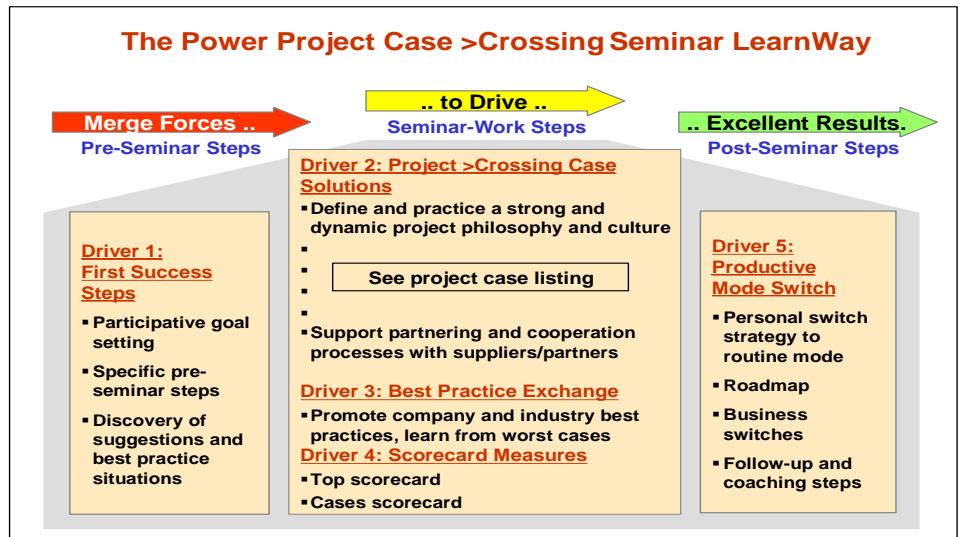 The Power Project Case >Crossing Seminar LearnWay
Merge Forces ..
Pre-Seminar Steps
.. to Drive ..
Seminar-Work Steps
.. Excellent Results.
Post-Seminar Steps
Driver 1:
First Success
Steps
▪ Participative goal
setting
▪ Specific pre-
seminar steps
▪ Discovery of
suggestions and
best practice
situations
Driver 2: Project >Crossing Case
Solutions
▪ Define and practice a strong and
dynamic project philosophy and culture
▪
▪
▪
▪
See project case listing
▪ Support partnering and cooperation
processes with suppliers/partners
Driver 3: Best Practice Exchange
▪ Promote company and industry best
practices, learn from worst cases
Driver 4: Scorecard Measures
▪ Top scorecard
▪ Cases scorecard
Driver 5:
Productive
Mode Switch
▪ Personal switch
strategy to
routine mode
▪ Roadmap
▪ Business
switches
▪ Follow-up and
coaching steps